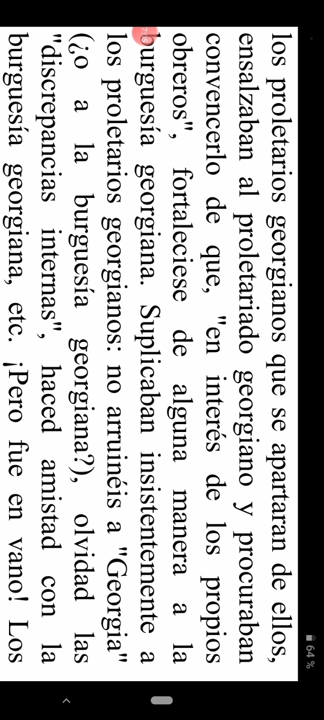 los proletarios georgianos que se apartaran de ellos,
ensalzaban al proletariado georgiano y procuraban
convencerlo de que, "en interés de los propios
obreros", fortaleciese de alguna manera a la
burguesía georgiana. Suplicaban insistentemente a
los proletarios georgianos: no arruinéis a "Georgia"
(¿o a la burguesía georgiana?), olvidad las
"discrepancias internas", haced amistad con la
burguesía georgiana, etc. ¡Pero fue en vano! Los
64 %